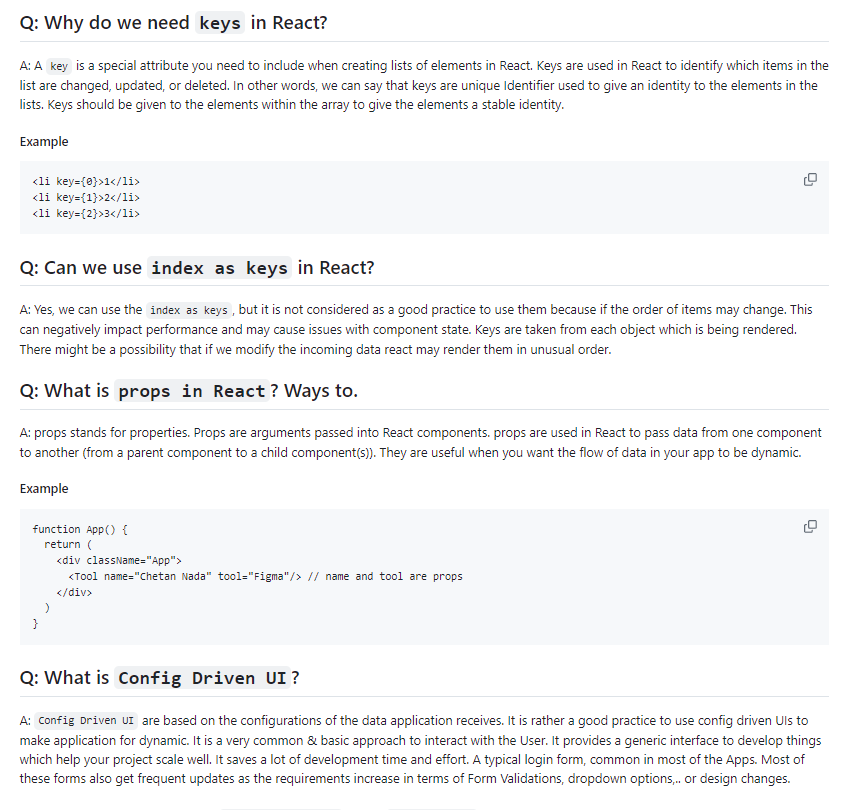 Q: Why do we need keys in React?
A: A key is a special attribute you need to include when creating lists of elements in React. Keys are used in React to identify which items in the
list are changed, updated, or deleted. In other words, we can say that keys are unique Identifier used to give an identity to the elements in the
lists. Keys should be given to the elements within the array to give the elements a stable identity.
Example
<li key={0}>1</li>
<li key={1}>2</li>
<li key={2}>3</li>
Q: Can we use index as keys in React?
A: Yes, we can use the index as keys, but it is not considered as a good practice to use them because if the order of items may change. This
can negatively impact performance and may cause issues with component state. Keys are taken from each object which is being rendered.
There might be a possibility that if we modify the incoming data react may render them in unusual order.
Q: What is props in React? Ways to.
A: props stands for properties. Props are arguments passed into React components. props are used in React to pass data from one component
to another (from a parent component to a child component(s)). They are useful when you want the flow of data in your app to be dynamic.
Example
function App() {
  return (
    <div className="App">
      <Tool name="Chetan Nada" tool="Figma"/> // name and tool are props
    </div>
  )
}
Q: What is Config Driven UI?
A: Config Driven UI are based on the configurations of the data application receives. It is rather a good practice to use config driven UIs to
make application for dynamic. It is a very common & basic approach to interact with the User. It provides a generic interface to develop things
which help your project scale well. It saves a lot of development time and effort. A typical login form, common in most of the Apps. Most of
these forms also get frequent updates as the requirements increase in terms of Form Validations, dropdown options,.. or design changes.